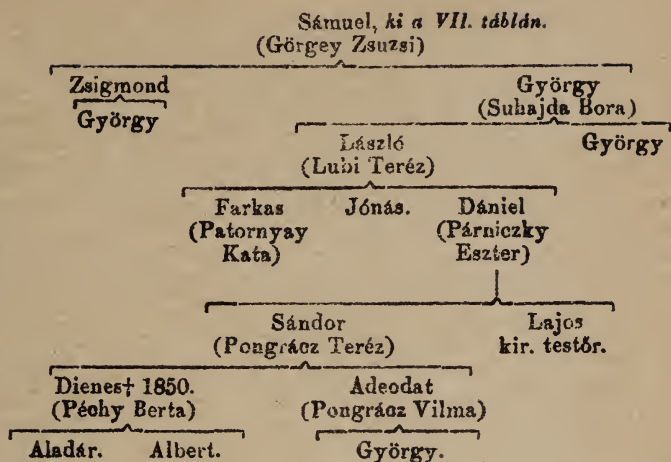 Sámuel, ki a VII. táblán.
(Görgey Zsuzsi)
Zsigmond György
György (Suhajda Bora)
László György
(Lubi Teréz)
Farkas Jónás. Dániel
(Patornyay (Párniczky
Kata) Eszter)
Sándor Lajos
(Pongrácz Teréz) kir. testőr.
Dienes† 1850. Adeodat
(Péchy Berta) (Pongrácz Vilma)
Aladár. Albert. György.